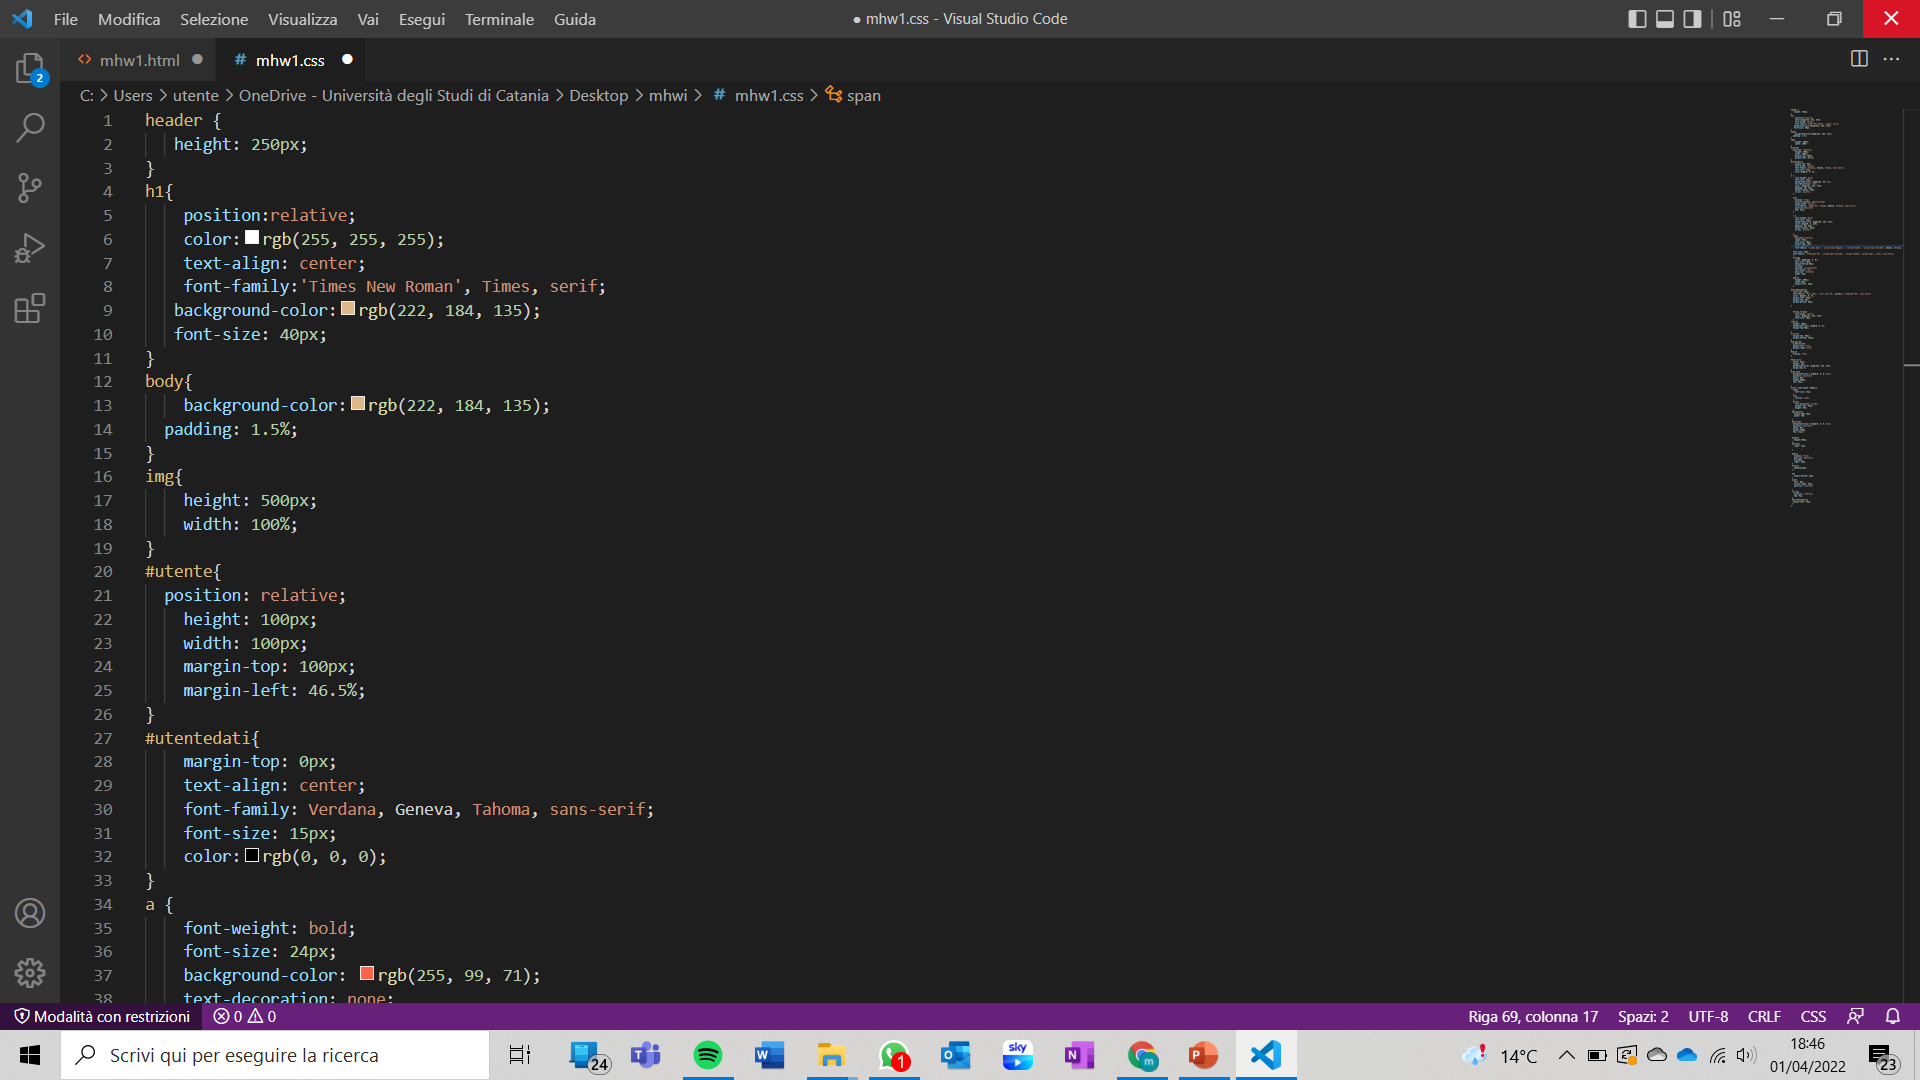 File Modifica Selezione Visualizza Vai Esegui Terminale Guida
● mhw1.css - Visual Studio Code
2
<> mhw1.html ●
# mhw1.css ●
C: > Users > utente > OneDrive - Università degli Studi di Catania > Desktop > mhwi > # mhw1.css > span
1 header {
2 height: 250px;
3 }
4 h1{
5 position:relative;
6 color: rgb(255, 255, 255);
7 text-align: center;
8 font-family:'Times New Roman', Times, serif;
9 background-color: rgb(222, 184, 135);
10 font-size: 40px;
11 }
12 body{
13 background-color: rgb(222, 184, 135);
14 padding: 1.5%;
15 }
16 img{
17 height: 500px;
18 width: 100%;
19 }
20 #utente{
21 position: relative;
22 height: 100px;
23 width: 100px;
24 margin-top: 100px;
25 margin-left: 46.5%;
26 }
27 #utentedati{
28 margin-top: 0px;
29 text-align: center;
30 font-family: Verdana, Geneva, Tahoma, sans-serif;
31 font-size: 15px;
32 color: rgb(0, 0, 0);
33 }
34 a {
35 font-weight: bold;
36 font-size: 24px;
37 background-color: rgb(255, 99, 71);
38 text-decoration: none;
Modalità con restrizioni 0 0
Riga 69, colonna 17 Spazi: 2 UTF-8 CRLF CSS
Scrivi qui per eseguire la ricerca
24
sky
1
14°C
18:46
01/04/2022
23